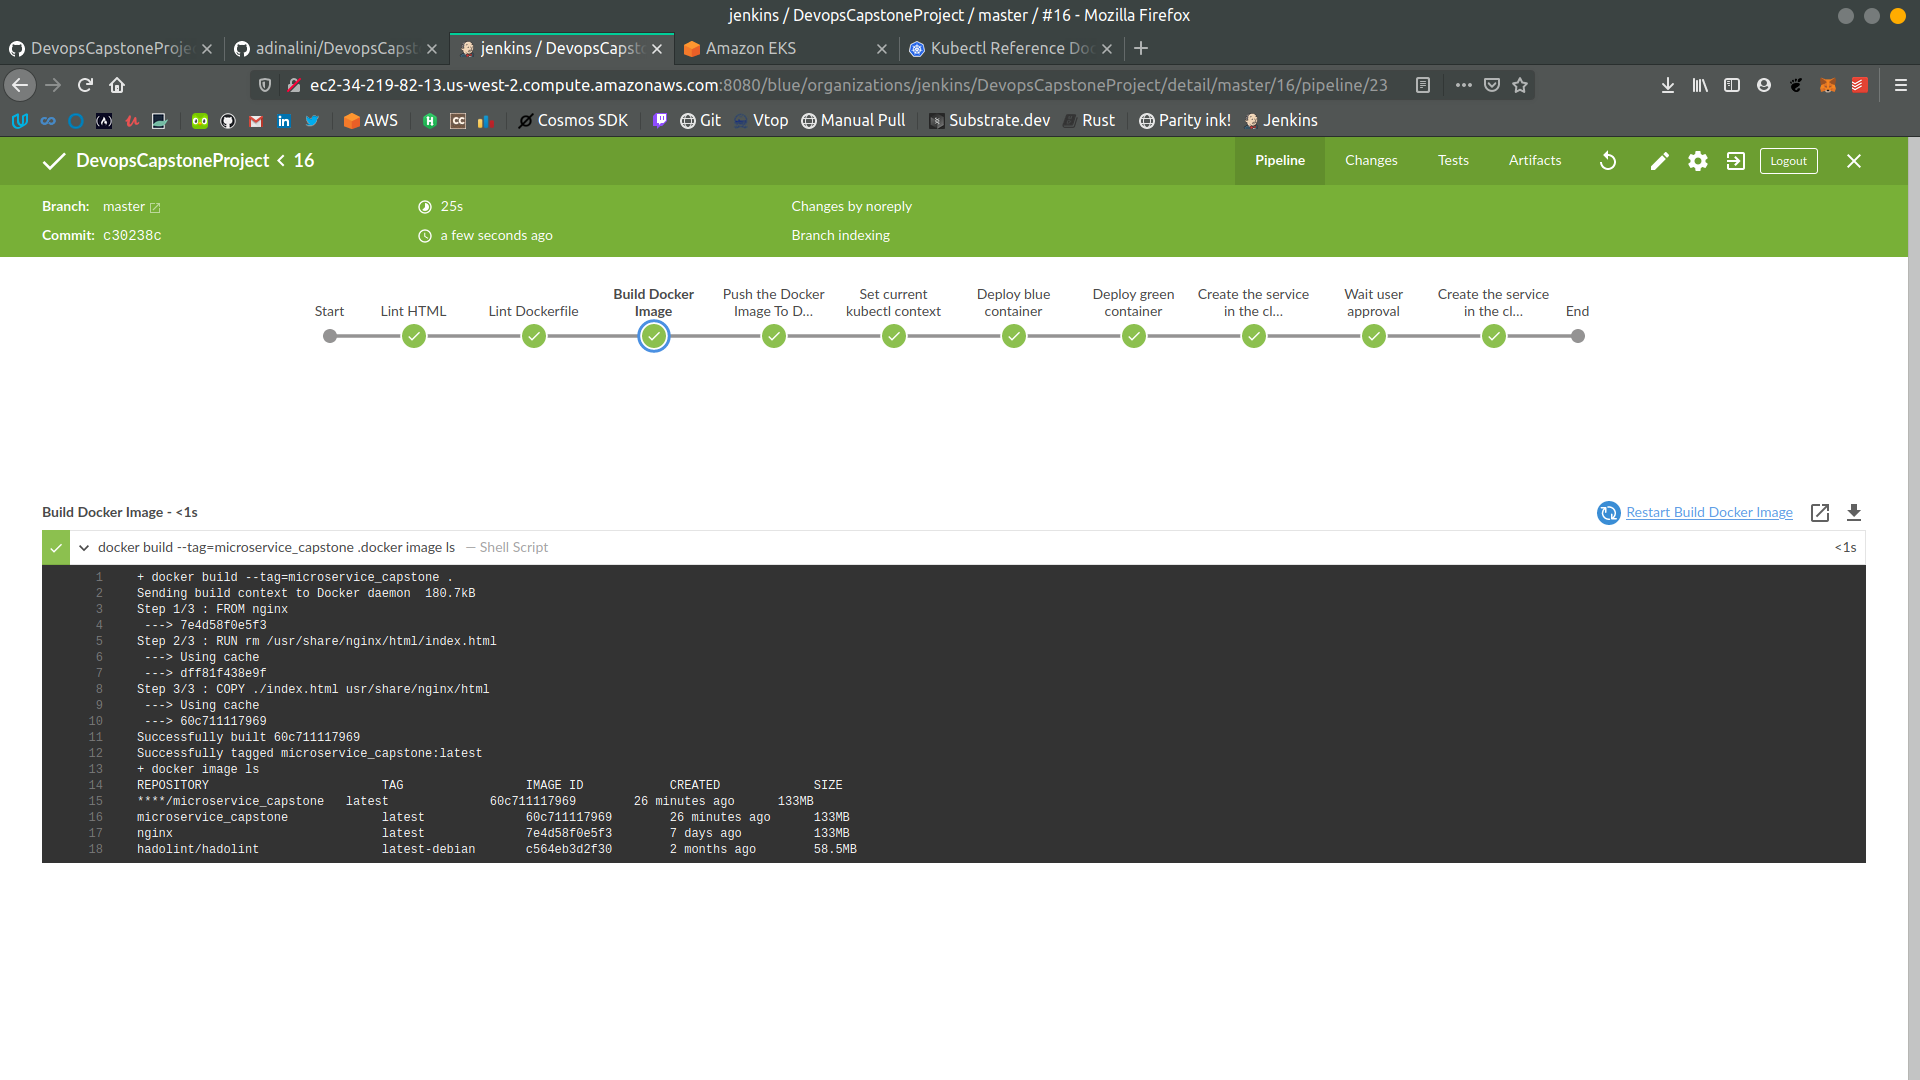 jenkins / DevopsCapstoneProject / master / #16 - Mozilla Firefox
DevopsCapstoneProje
adinalini/DevopsCapst
jenkins / DevopsCapst
Amazon EKS
Kubectl Reference Do
ec2-34-219-82-13.us-west-2.compute.amazonaws.com:8080/blue/organizations/jenkins/DevopsCapstoneProject/detail/master/16/pipeline/23
AWS Cosmos SDK Git Vtop Manual Pull Substrate.dev Rust Parity ink! Jenkins
DevopsCapstoneProject < 16
Pipeline Changes Tests Artifacts Logout
Branch: master 25s Changes by noreply
Commit: c30238c a few seconds ago Branch indexing
Start
Lint HTML
Lint Dockerfile
Build Docker
Image
Push the Docker
Image To D...
Set current
kubectl context
Deploy blue
container
Deploy green
container
Create the service
in the cl...
Wait user
approval
Create the service
in the cl...
End
Build Docker Image - <1s
Restart Build Docker Image
docker build --tag=microservice_capstone .docker image ls — Shell Script <1s
1 + docker build --tag=microservice_capstone .
2 Sending build context to Docker daemon 180.7kB
3 Step 1/3 : FROM nginx
4 ---> 7e4d58f0e5f3
5 Step 2/3 : RUN rm /usr/share/nginx/html/index.html
6 ---> Using cache
7 ---> dff81f438e9f
8 Step 3/3 : COPY ./index.html usr/share/nginx/html
9 ---> Using cache
10 ---> 60c711117969
11 Successfully built 60c711117969
12 Successfully tagged microservice_capstone:latest
13 + docker image ls
14 REPOSITORY TAG IMAGE ID CREATED SIZE
15 ****/microservice_capstone latest 60c711117969 26 minutes ago 133MB
16 microservice_capstone latest 60c711117969 26 minutes ago 133MB
17 nginx latest 7e4d58f0e5f3 7 days ago 133MB
18 hadolint/hadolint latest-debian c564eb3d2f30 2 months ago 58.5MB